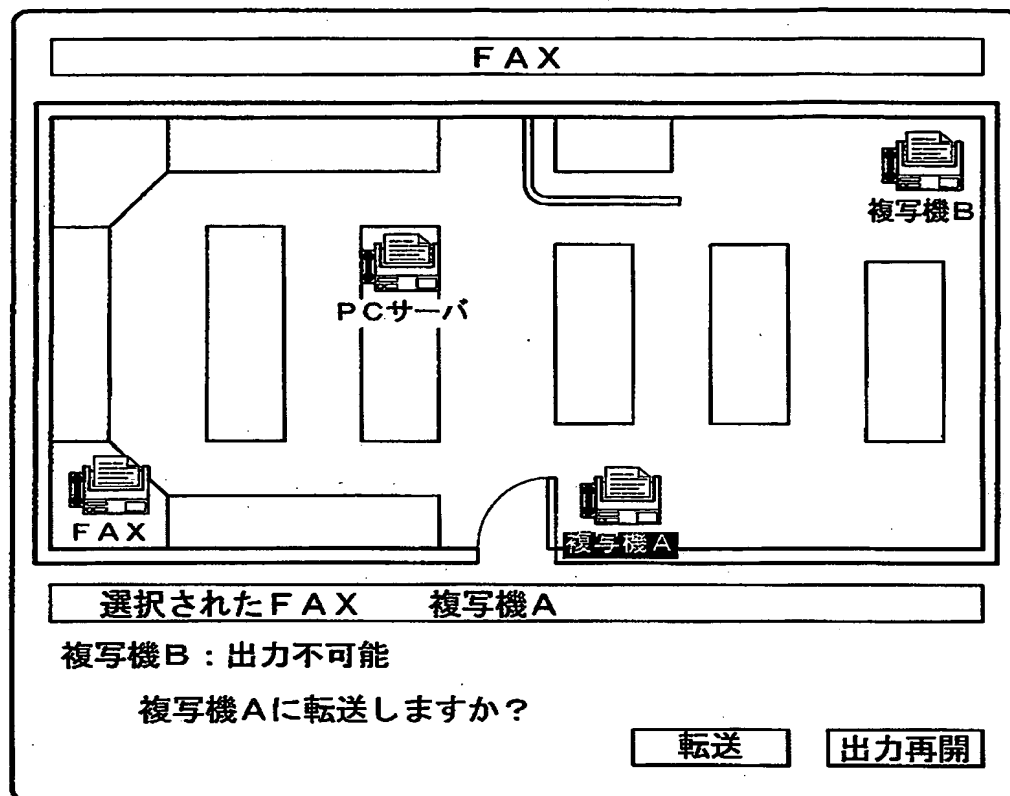 FAX
複写機B
PCサーバ
FAX
複写機A
選択されたFAX 複写機A
複写機B：出力不可能
複写機Aに転送しますか？
転送 出力再開